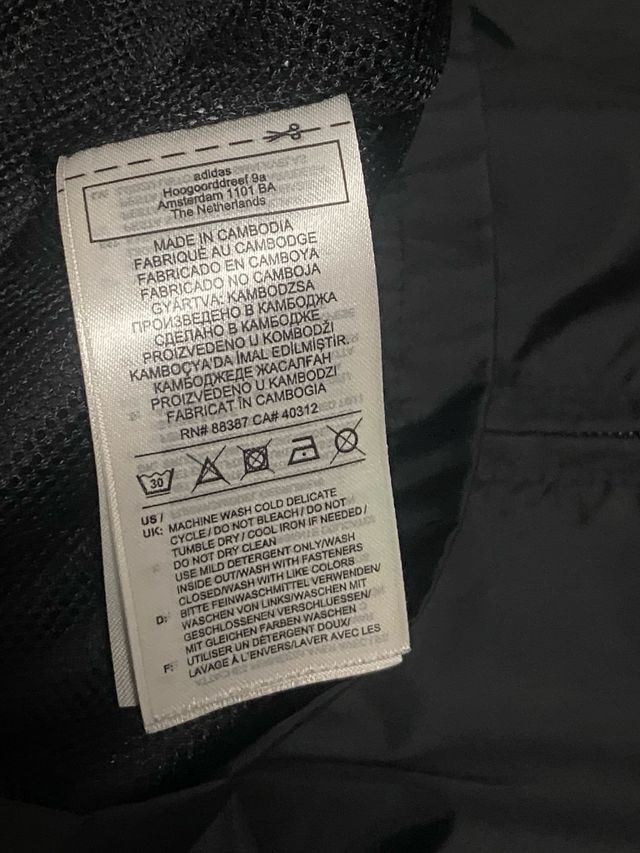 adidas
Hoogoorddreef 9a
Amsterdam 1101 BA
The Netherlands
MADE IN CAMBODIA
FABRIQUÉ AU CAMBODGE
FABRICADO EN CAMBOYA
FABRICADO NO CAMBOJA
GYÁRTVA: KAMBODZSA
ПРОИЗВЕДЕНО В КАМБОДЖА
СДЕЛАНО В КАМБОДЖЕ
PROIZVEDENO U KOMBODŽI
KAMBOÇYA'DA İMAL EDİLMİŞTİR.
КАМБОДЖЕДЕ ЖАСАЛҒАН
PROIZVEDENO U KAMBODZI
FABRICAT ÎN CAMBOGIA
RN# 88387 CA# 40312
30
US / UK: MACHINE WASH COLD DELICATE
CYCLE / DO NOT BLEACH / DO NOT
TUMBLE DRY / COOL IRON IF NEEDED /
DO NOT DRY CLEAN
USE MILD DETERGENT ONLY/WASH
INSIDE OUT/WASH WITH FASTENERS
CLOSED/WASH WITH LIKE COLORS
D: BITTE FEINWASCHMITTEL VERWENDEN/
WASCHEN VON LINKS/WASCHEN MIT
GESCHLOSSENEN VERSCHLUESSEN/
MIT GLEICHEN FARBEN WASCHEN
F: UTILISER UN DÉTERGENT DOUX/
LAVAGE À L'ENVERS/LAVER AVEC LES